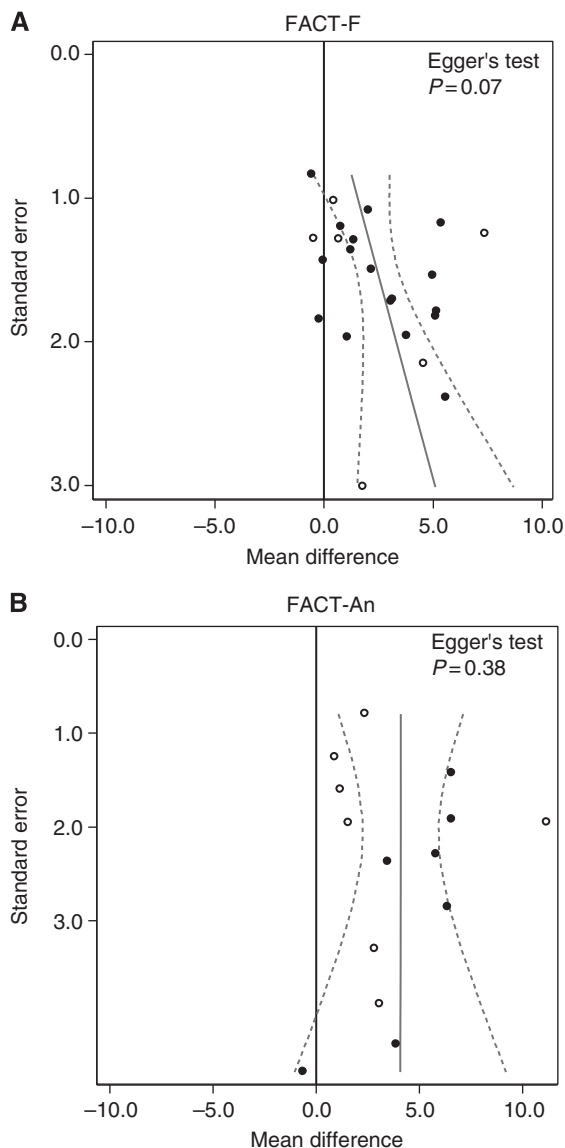 A
FACT-F
Egger's test
P=0.07
0.0
1.0
2.0
3.0
Standard error
–10.0 –5.0 0.0 5.0 10.0
Mean difference
B
FACT-An
Egger's test
P=0.38
0.0
1.0
2.0
3.0
Standard error
–10.0 –5.0 0.0 5.0 10.0
Mean difference